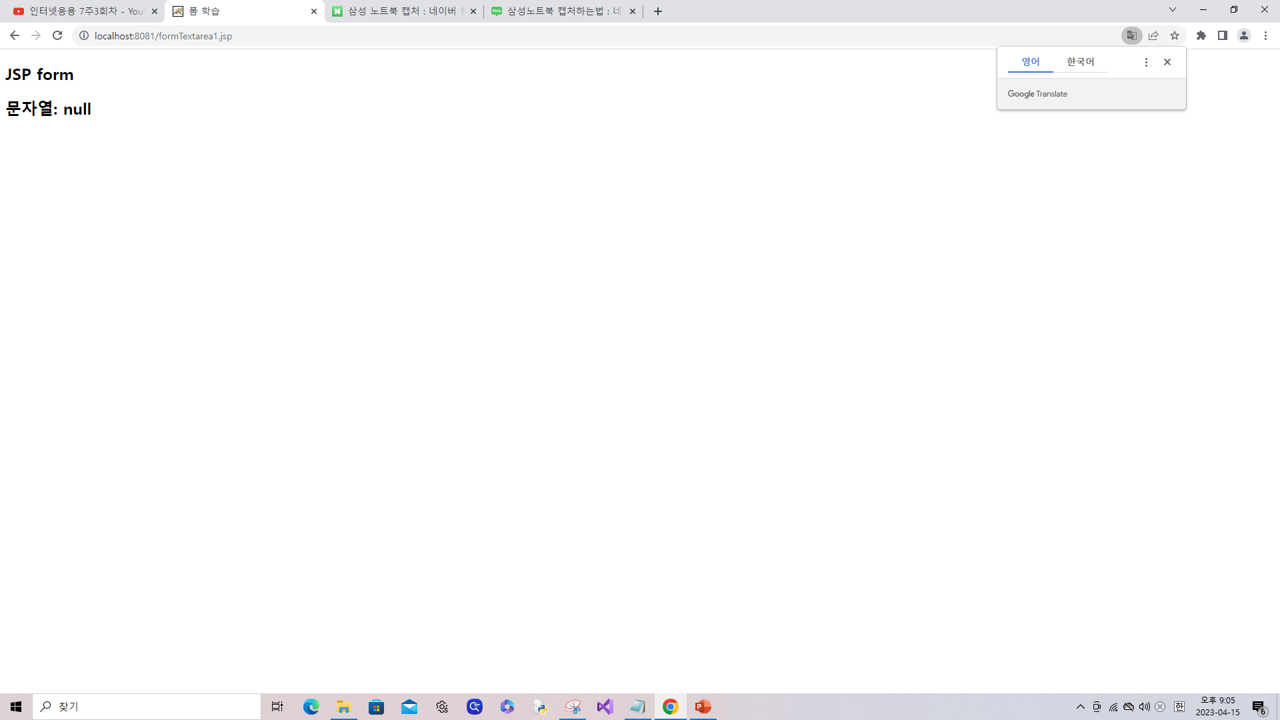 인터넷응용 7주3회차 - You
폼 학습
삼성 노트북 캡처 : 네이버
삼성노트북 캡처하는법 : 네
localhost:8081/formTextarea1.jsp
영어
한국어
Google Translate
JSP form
문자열: null
찾기
한
오후 9:05
2023-04-15
6